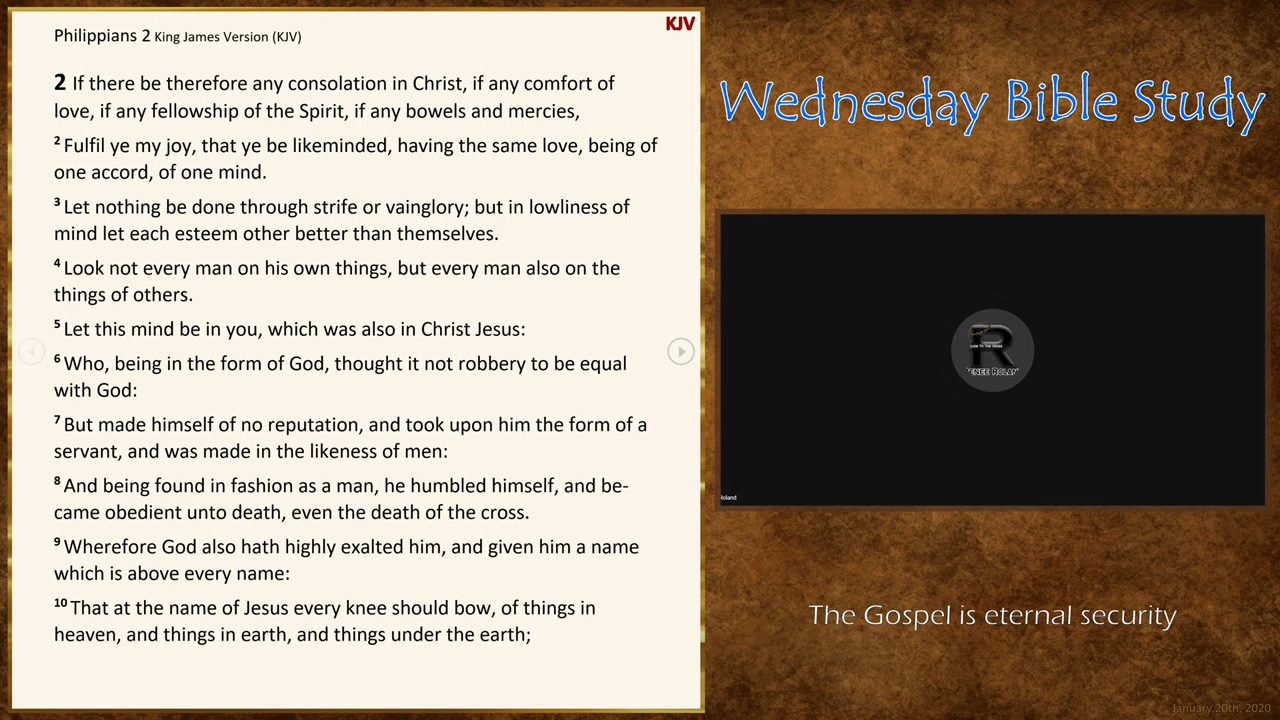 KJV
Philippians 2 King James Version (KJV)
2 If there be therefore any consolation in Christ, if any comfort of
love, if any fellowship of the Spirit, if any bowels and mercies,
2 Fulfil ye my joy, that ye be likeminded, having the same love, being of
one accord, of one mind.
3 Let nothing be done through strife or vainglory; but in lowliness of
mind let each esteem other better than themselves.
4 Look not every man on his own things, but every man also on the
things of others.
5 Let this mind be in you, which was also in Christ Jesus:
6 Who, being in the form of God, thought it not robbery to be equal
with God:
7 But made himself of no reputation, and took upon him the form of a
servant, and was made in the likeness of men:
8 And being found in fashion as a man, he humbled himself, and be-
came obedient unto death, even the death of the cross.
9 Wherefore God also hath highly exalted him, and given him a name
which is above every name:
10 That at the name of Jesus every knee should bow, of things in
heaven, and things in earth, and things under the earth;
Wednesday Bible Study
R
LOOK TO THE CROSS
RENEE ROLAN
Roland
The Gospel is eternal security
January 20th, 2020